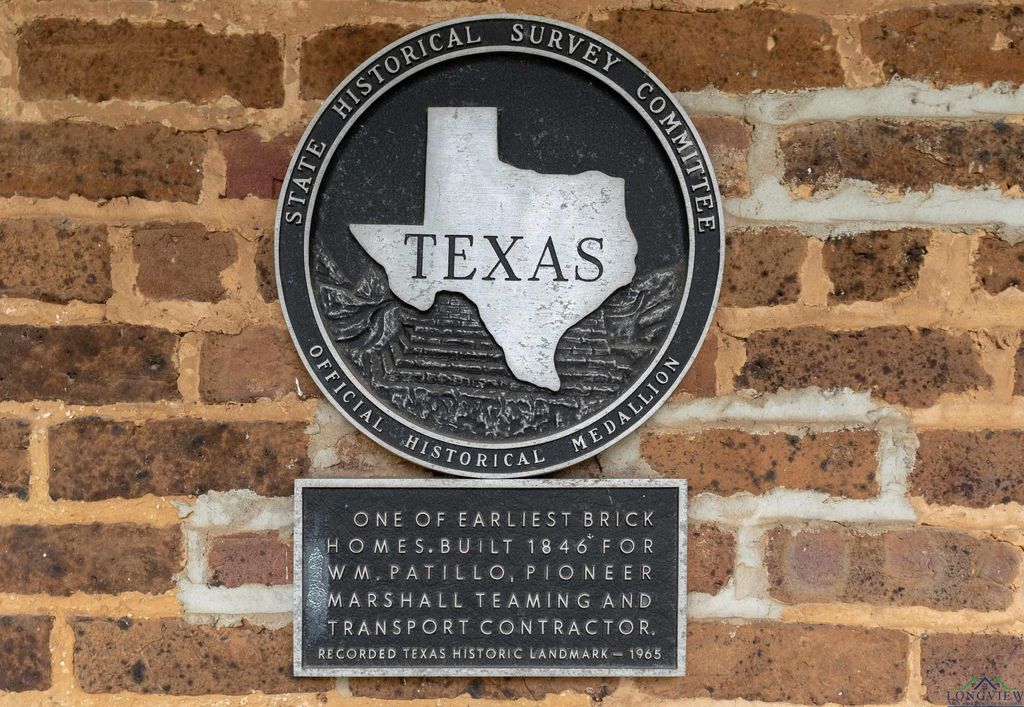 STATE HISTORICAL SURVEY COMMITTEE
TEXAS
OFFICIAL HISTORICAL MEDALLION
ONE OF EARLIEST BRICK
HOMES. BUILT 1846 FOR
WM. PATILLO, PIONEER
MARSHALL TEAMING AND
TRANSPORT CONTRACTOR.
RECORDED TEXAS HISTORIC LANDMARK — 1965
LONGVIEW